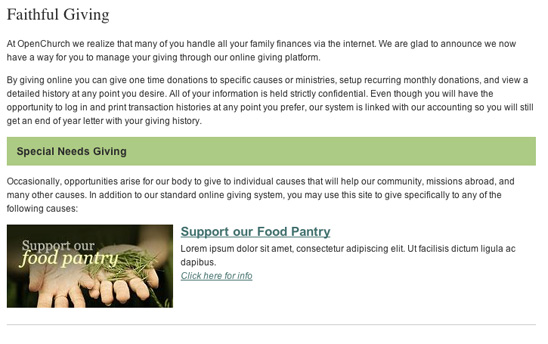 Faithful Giving
At OpenChurch we realize that many of you handle all your family finances via the internet. We are glad to announce we now
have a way for you to manage your giving through our online giving platform.
By giving online you can give one time donations to specific causes or ministries, setup recurring monthly donations, and view a
detailed history at any point you desire. All of your information is held strictly confidential. Even though you will have the
opportunity to log in and print transaction histories at any point you prefer, our system is linked with our accounting so you will still
get an end of year letter with your giving history.
Special Needs Giving
Occasionally, opportunities arise for our body to give to individual causes that will help our community, missions abroad, and
many other causes. In addition to our standard online giving system, you may use this site to give specifically to any of the
following causes:
Support our
food pantry
Support our Food Pantry
Lorem ipsum dolor sit amet, consectetur adipiscing elit. Ut facilisis dictum ligula ac
dapibus.
Click here for info